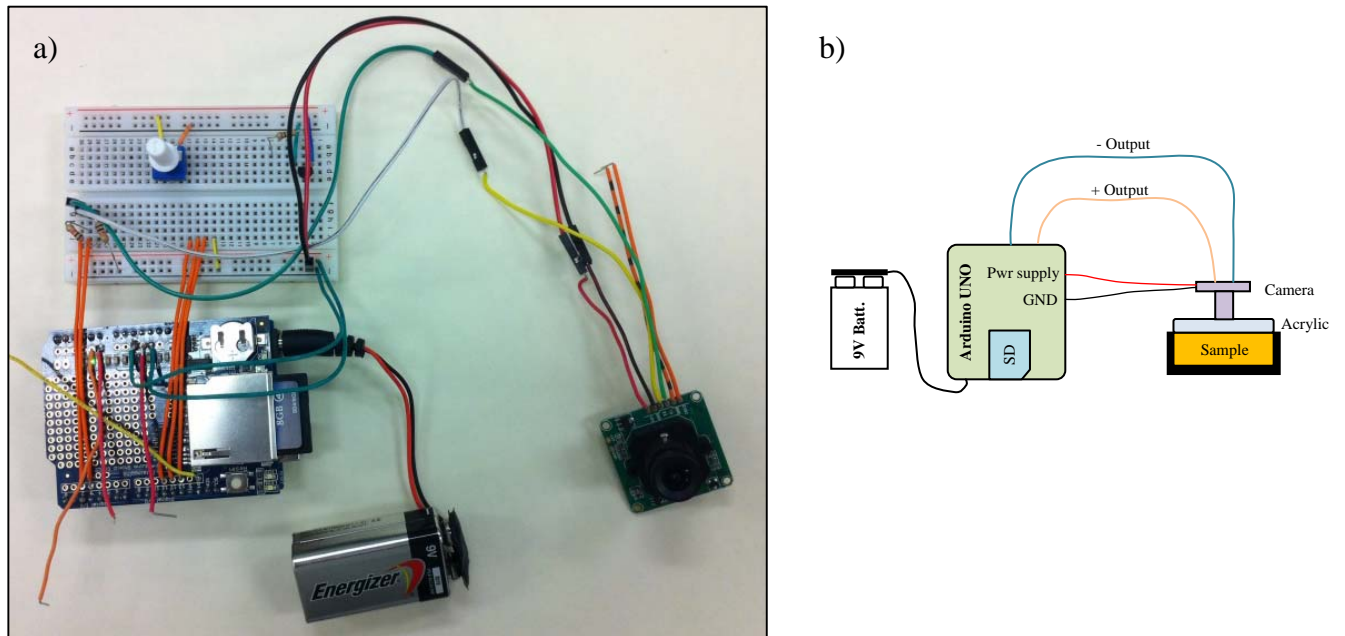 a)
8GB
9V
Energizer
b)
- Output
+ Output
Pwr supply
GND
Arduino UNO
SD
9V Batt.
Camera
Acrylic
Sample